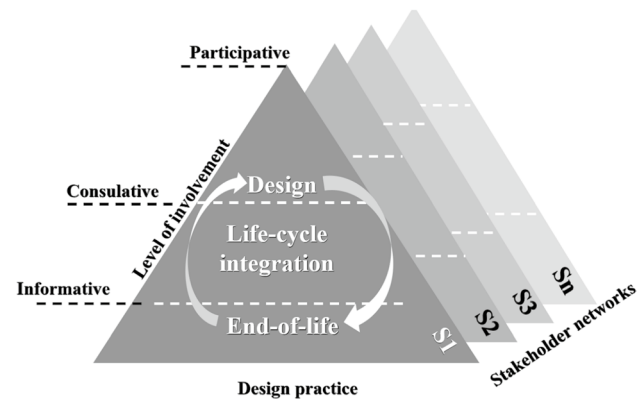 Participative
Consulative
Level of involvement
Informative
Design
Life-cycle
integration
End-of-life
S1
S2
S3
Sn
Stakeholder networks
Design practice